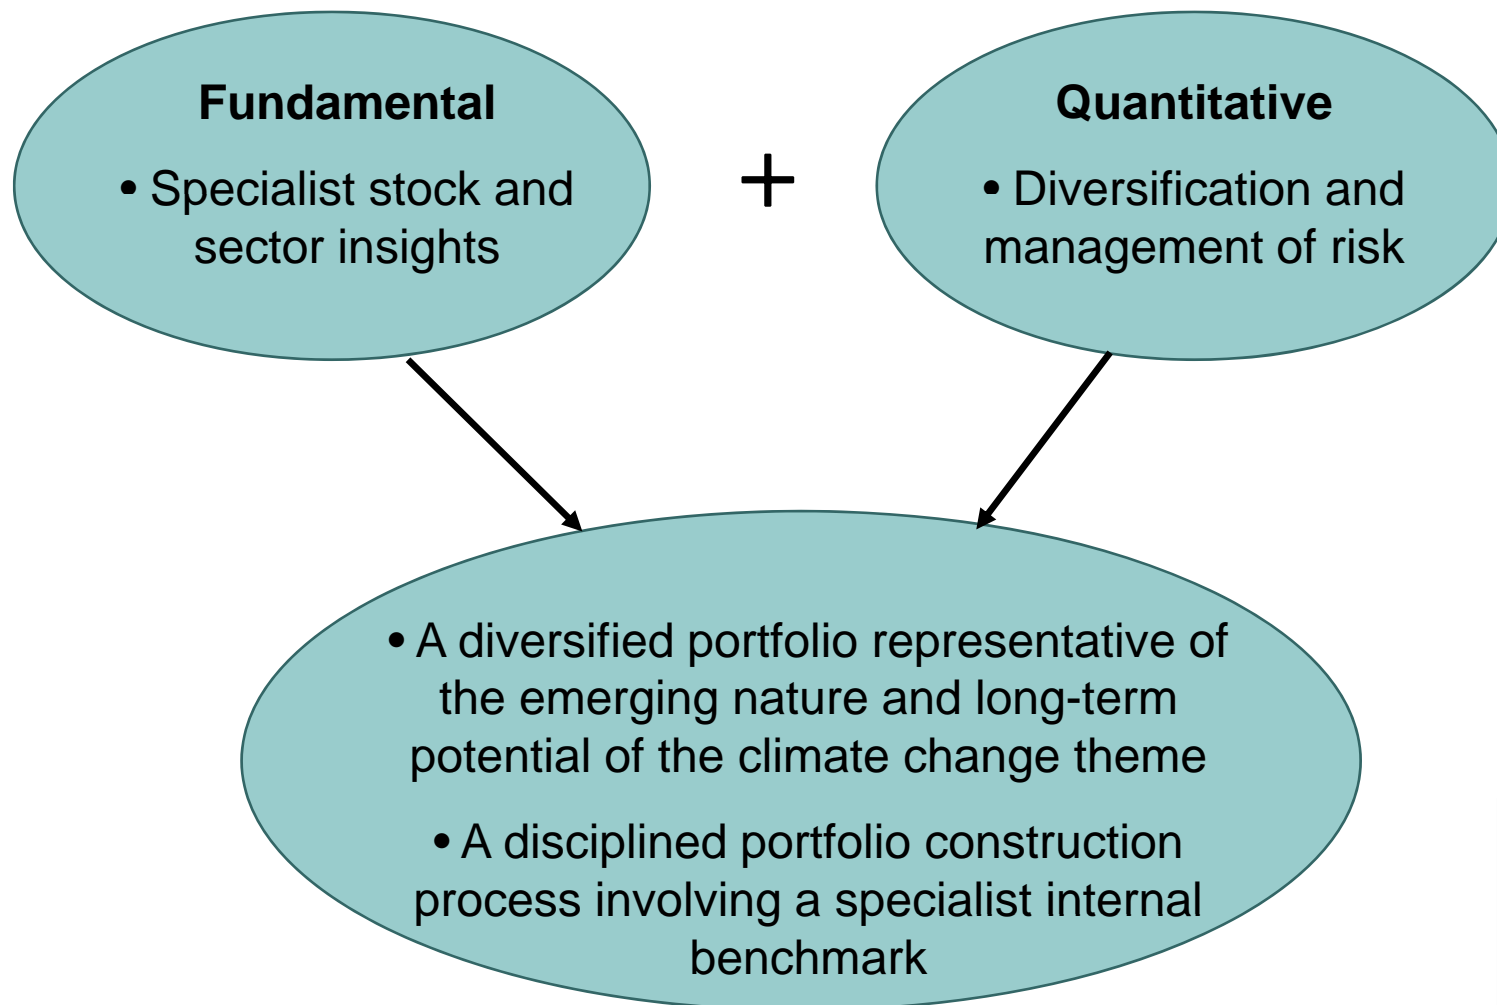 Fundamental
• Specialist stock and
sector insights
+
Quantitative
• Diversification and
management of risk
• A diversified portfolio representative of
the emerging nature and long-term
potential of the climate change theme
• A disciplined portfolio construction
process involving a specialist internal
benchmark